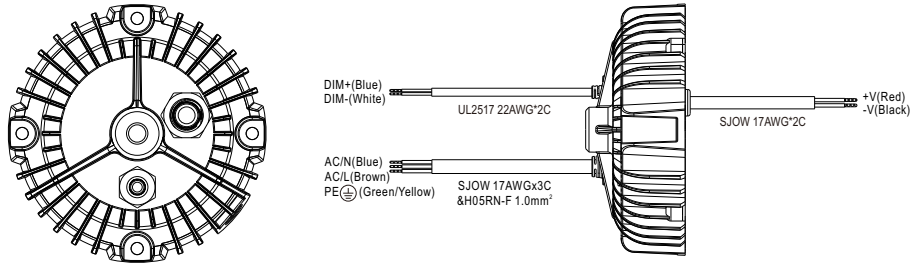 DIM+(Blue)
DIM-(White)
UL2517 22AWG*2C
AC/N(Blue)
AC/L(Brown)
PE(Green/Yellow)
SJOW 17AWGx3C
&H05RN-F 1.0mm²
+V(Red)
-V(Black)
SJOW 17AWG*2C